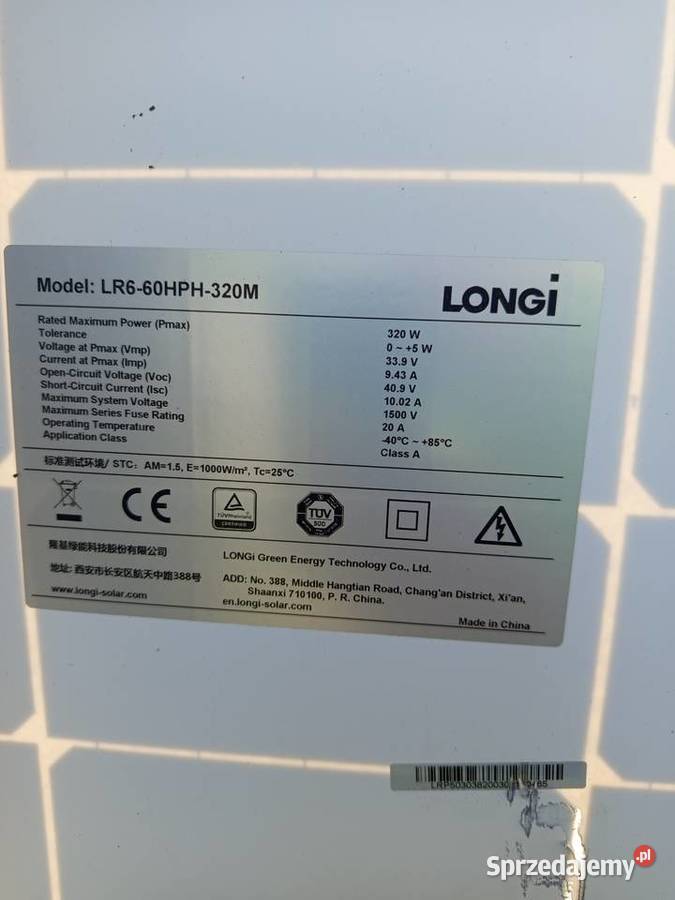 Model: LR6-60HPH-320M
LONGi
Rated Maximum Power (Pmax) 320 W
Tolerance 0 ~ +5 W
Voltage at Pmax (Vmp) 33.9 V
Current at Pmax (Imp) 9.43 A
Open-Circuit Voltage (Voc) 40.9 V
Short-Circuit Current (Isc) 10.02 A
Maximum System Voltage 1500 V
Maximum Series Fuse Rating 20 A
Operating Temperature -40°C ~ +85°C
Application Class Class A
标准测试环境/ STC: AM=1.5, E=1000W/m², Tc=25°C
CE
TÜVRheinland
CERTIFIED
TÜV
SÜD
隆基绿能科技股份有限公司
地址: 西安市长安区航天中路388号
www.longi-solar.com
LONGi Green Energy Technology Co., Ltd.
ADD: No. 388, Middle Hangtian Road, Chang'an District, Xi'an,
Shaanxi 710100, P. R. China.
en.longi-solar.com
Made in China
Sprzedajemy.pl